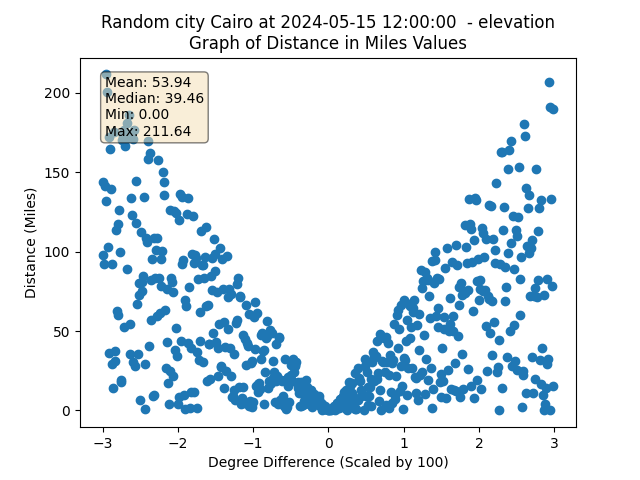 Random city Cairo at 2024-05-15 12:00:00  - elevation
Graph of Distance in Miles Values
Mean: 53.94
Median: 39.46
Min: 0.00
Max: 211.64
Distance (Miles)
200
150
100
50
0
−3 −2 −1 0 1 2 3
Degree Difference (Scaled by 100)